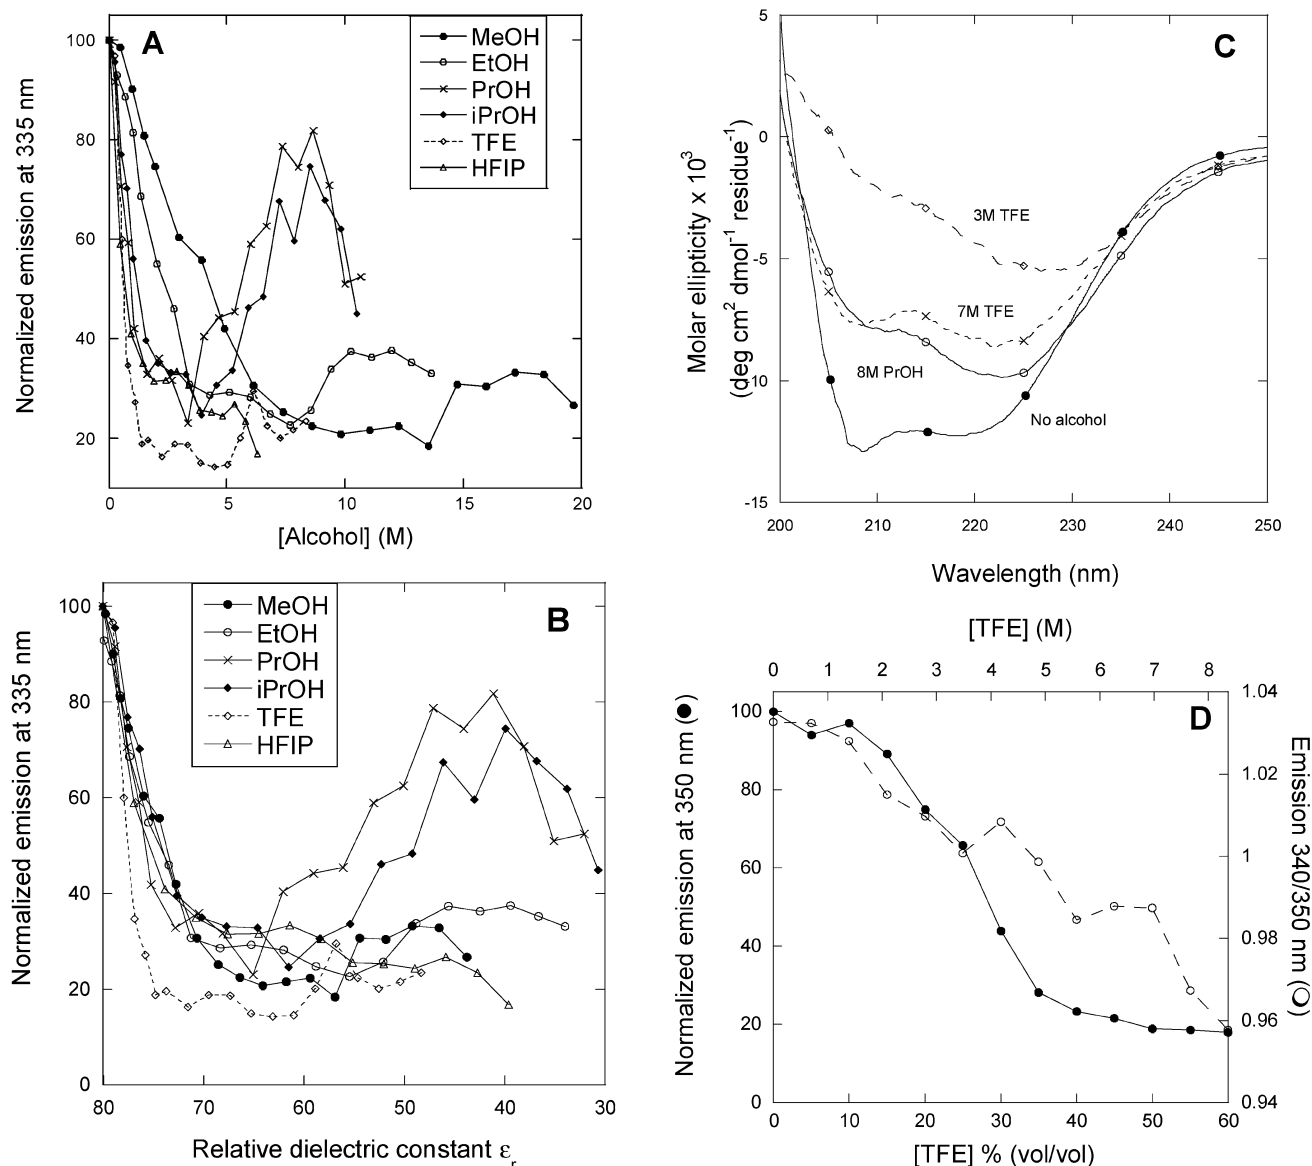 A
MeOH
EtOH
PrOH
iPrOH
TFE
HFIP
Normalized emission at 335 nm
100
80
60
40
20
0
5
10
15
20
[Alcohol] (M)
C
Molar ellipticity x 10³
(deg cm² dmol⁻¹ residue⁻¹)
5
0
-5
-10
-15
3M TFE
7M TFE
8M PrOH
No alcohol
200
210
220
230
240
250
Wavelength (nm)
B
MeOH
EtOH
PrOH
iPrOH
TFE
HFIP
Normalized emission at 335 nm
100
80
60
40
20
0
80
70
60
50
40
30
Relative dielectric constant εr
[TFE] (M)
0
1
2
3
4
5
6
7
8
D
Normalized emission at 350 nm (●)
100
80
60
40
20
0
Emission 340/350 nm (○)
1.04
1.02
1
0.98
0.96
0.94
0
10
20
30
40
50
60
[TFE] % (vol/vol)